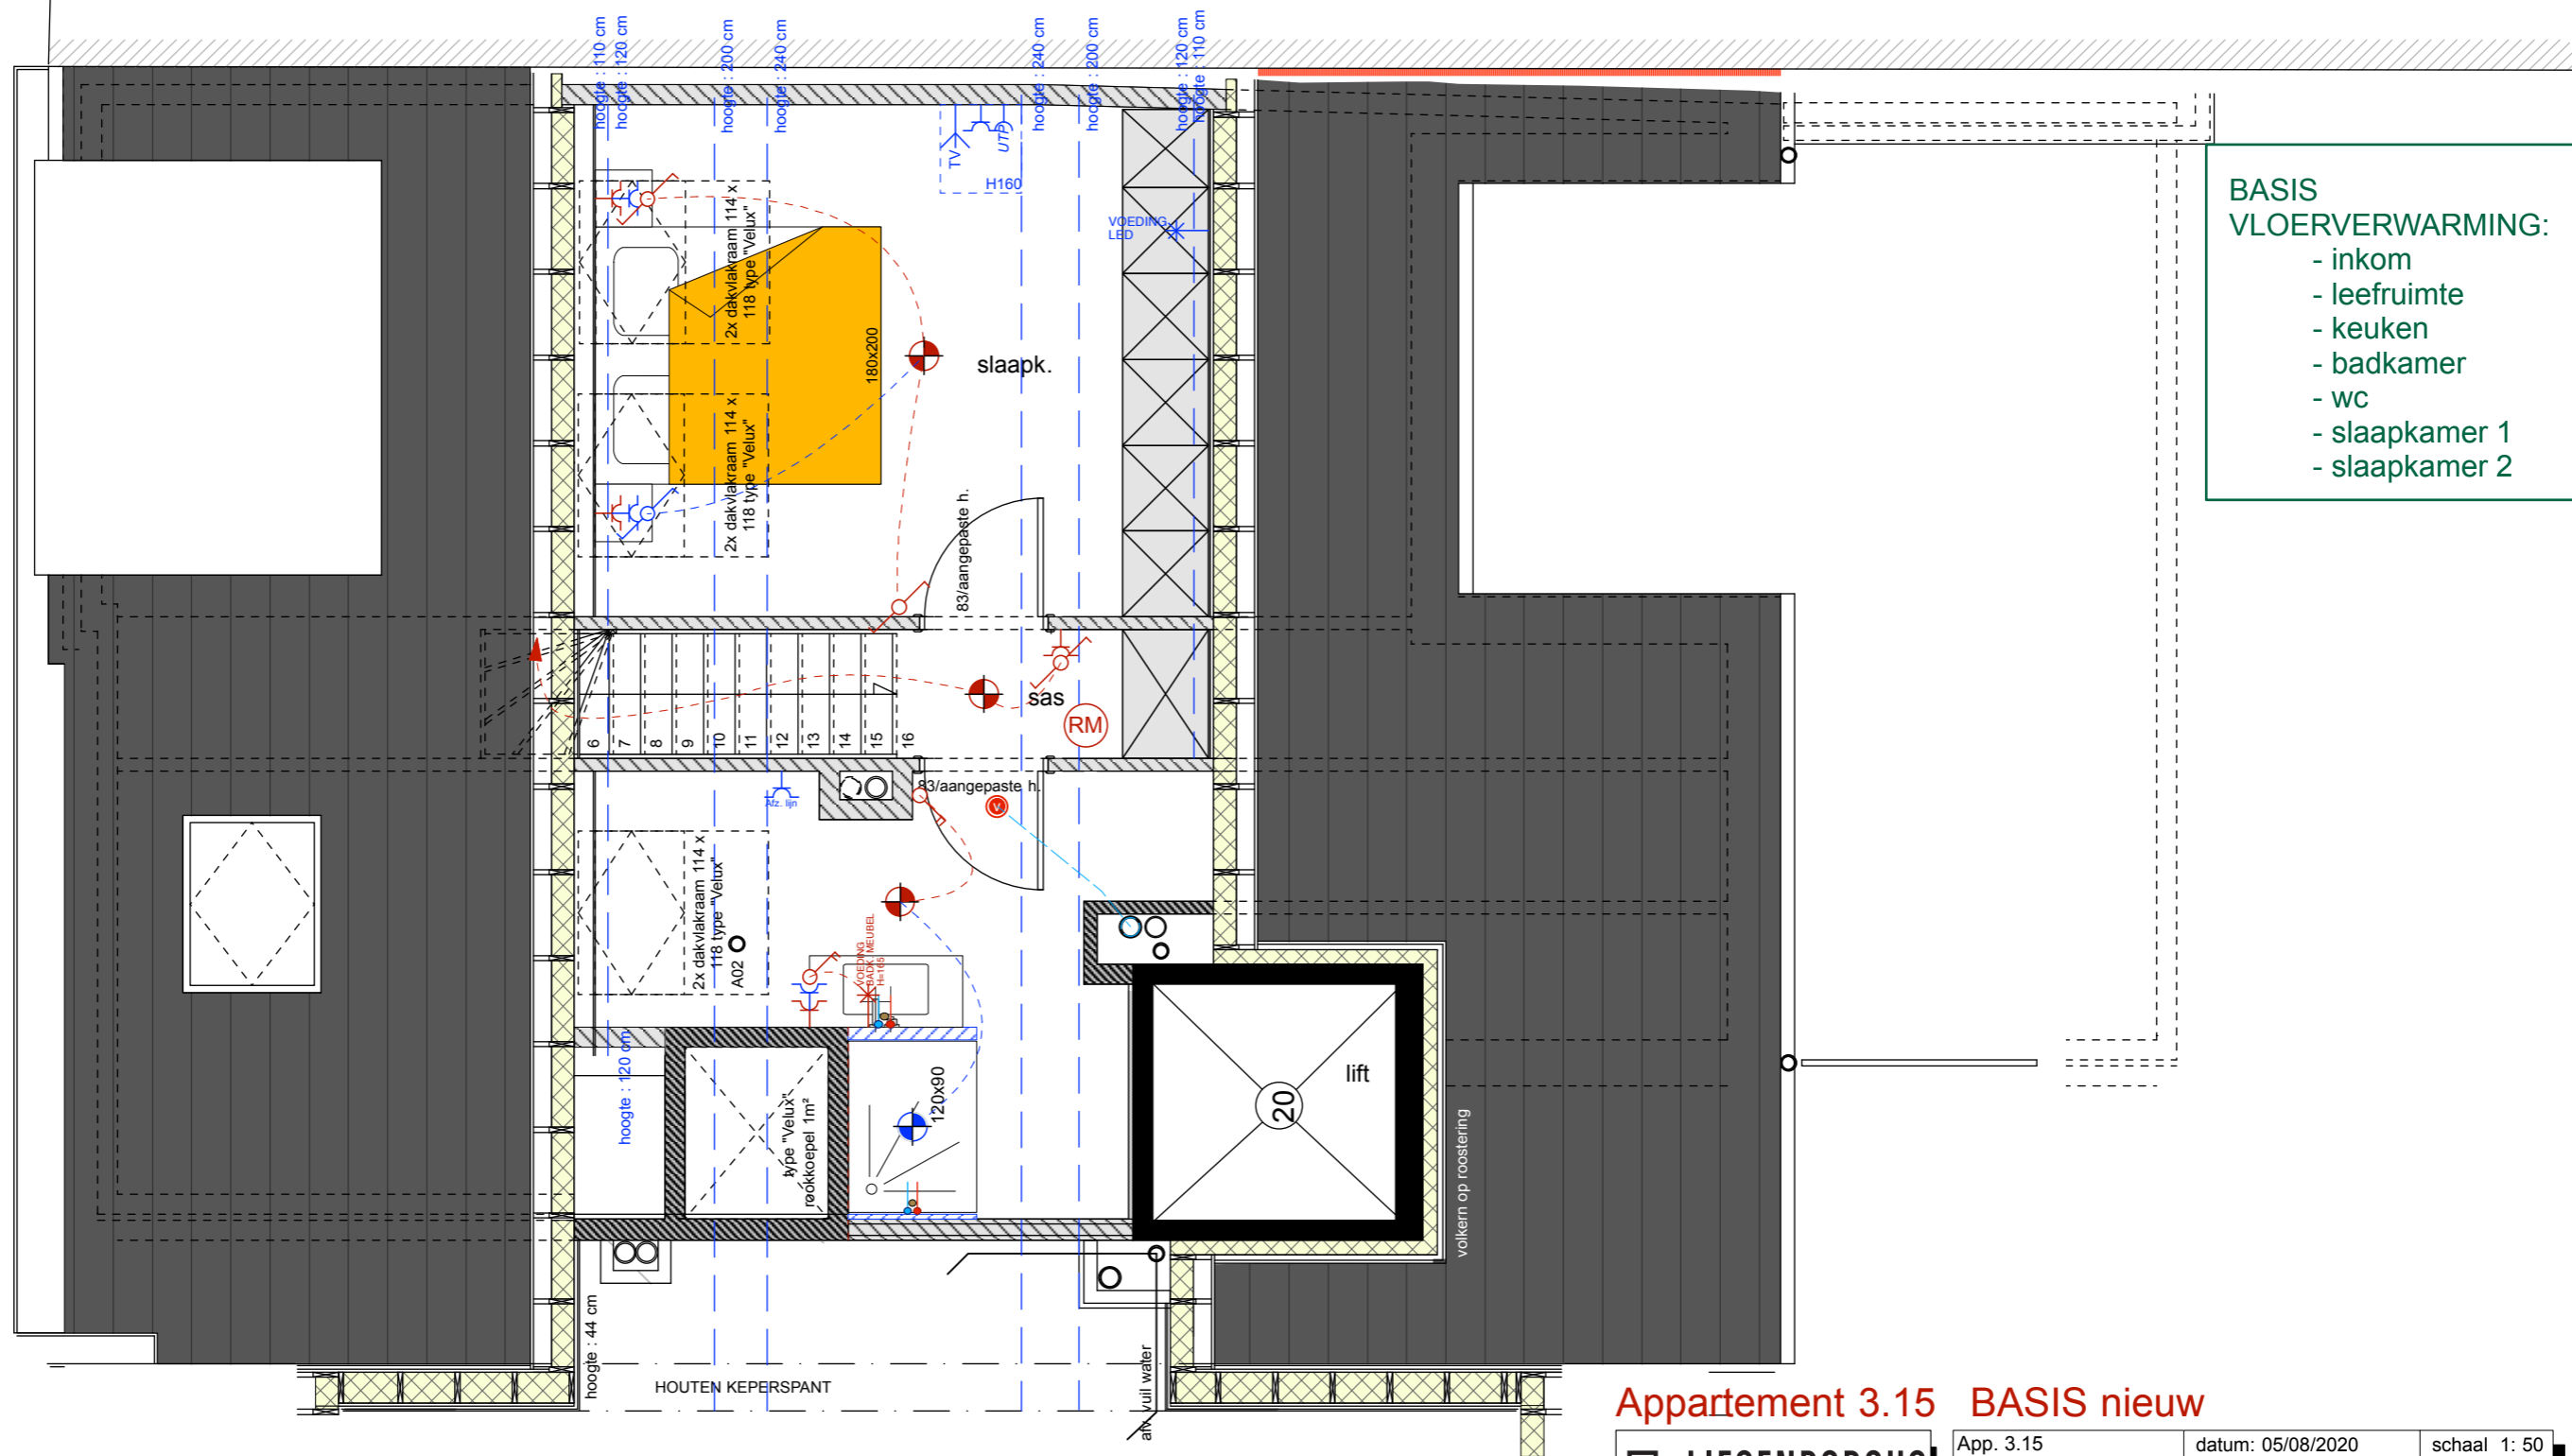 hoogte : 110 cm
hoogte : 120 cm
hoogte : 200 cm
hoogte : 240 cm
hoogte : 240 cm
hoogte : 200 cm
hoogte : 120 cm
hoogte : 110 cm
TV
UTP
H160
VOEDING
LED
2x dakvlakraam 114 x
118 type "Velux"
180x200
slaapk.
2x dakvlakraam 114 x
118 type "Velux"
83/aangepaste h.
BASIS
VLOERVERWARMING:
- inkom
- leefruimte
- keuken
- badkamer
- wc
- slaapkamer 1
- slaapkamer 2
sas
RM
6 7 8 9 10 11 12 13 14 15 16
Afz. lijn
83/aangepaste h.
V
2x dakvlakraam 114 x
118 type "Velux"
A02
VOEDING
BADK. MEUBEL
H=165
hoogte : 120 cm
type "Velux"
rookkoepel 1m²
120x90
lift
20
volkern op roostering
hoogte : 44 cm
HOUTEN KEPERSPANT
afv. vuil water
Appartement 3.15 BASIS nieuw
App. 3.15
datum: 05/08/2020
schaal 1: 50